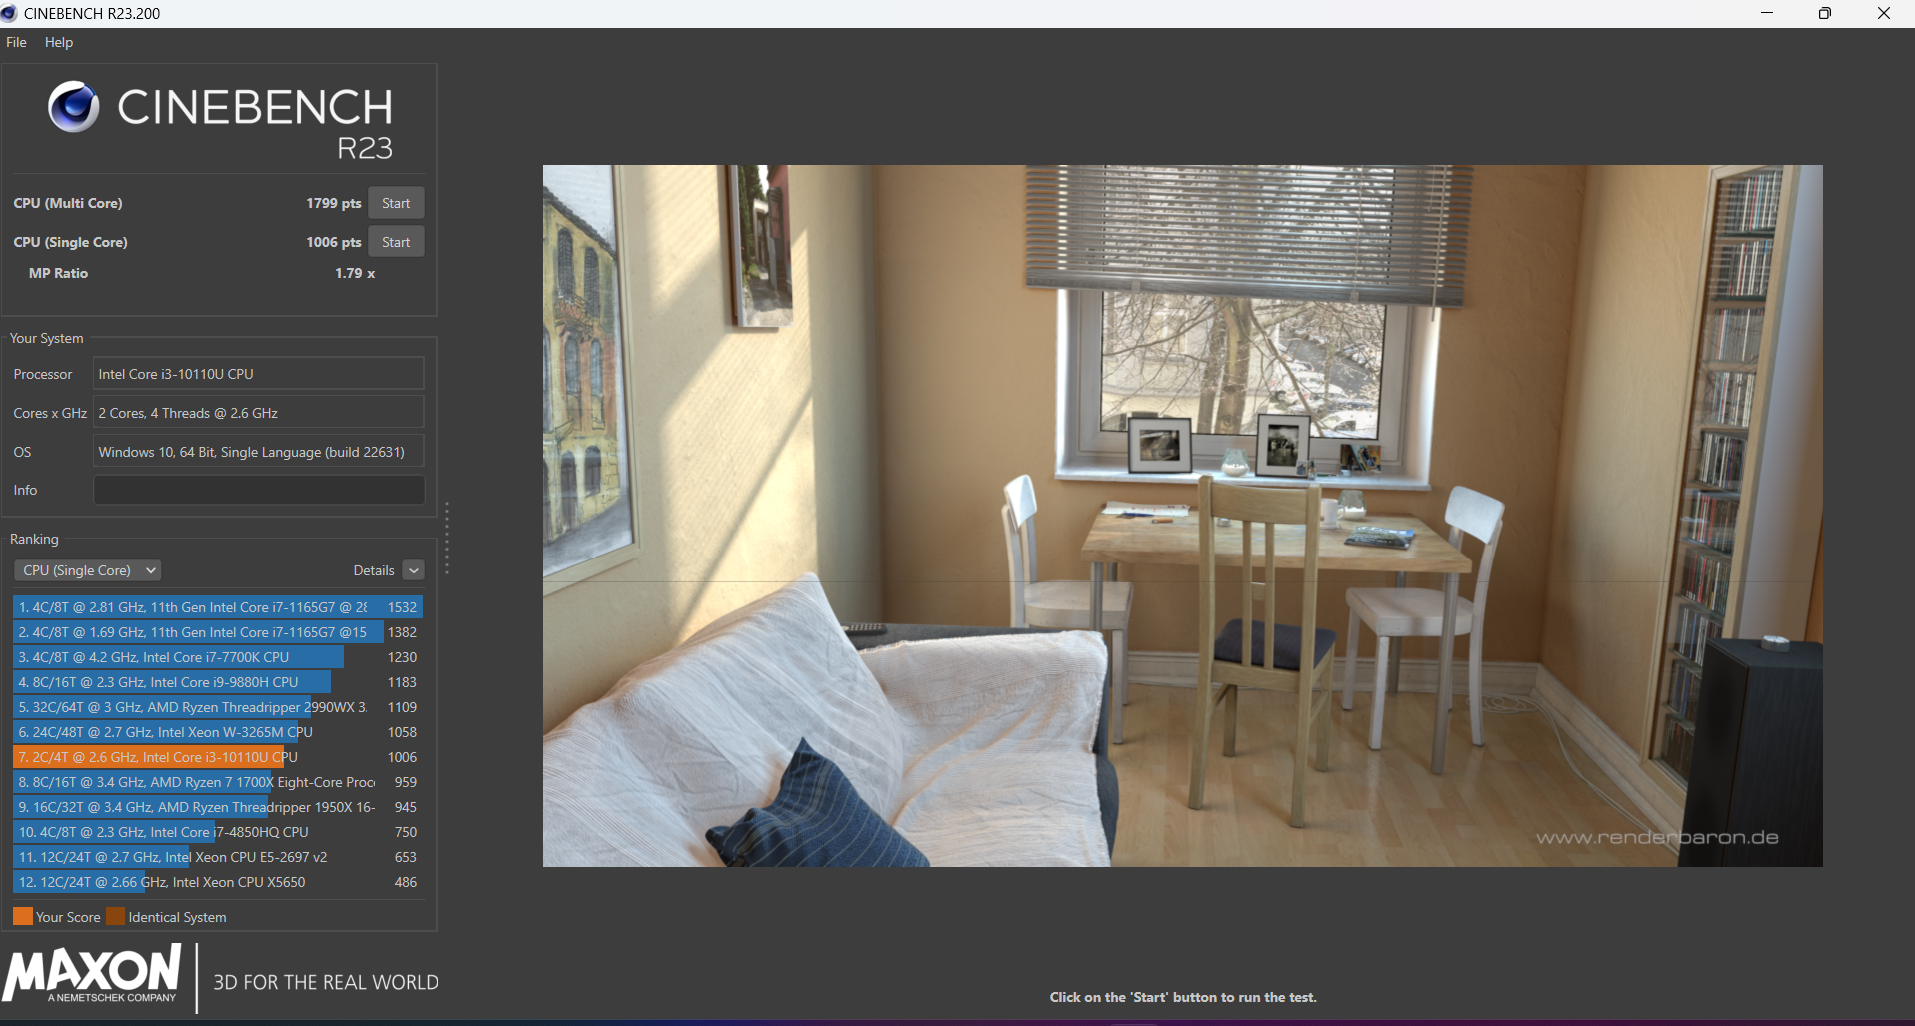 CINEBENCH R23.200
File Help
CINEBENCH
R23
CPU (Multi Core) 1799 pts Start
CPU (Single Core) 1006 pts Start
MP Ratio 1.79 x
Your System
Processor Intel Core i3-10110U CPU
Cores x GHz 2 Cores, 4 Threads @ 2.6 GHz
OS Windows 10, 64 Bit, Single Language (build 22631)
Info
Ranking
CPU (Single Core) Details
1. 4C/8T @ 2.81 GHz, 11th Gen Intel Core i7-1165G7 @ 28 1532
2. 4C/8T @ 1.69 GHz, 11th Gen Intel Core i7-1165G7 @15 1382
3. 4C/8T @ 4.2 GHz, Intel Core i7-7700K CPU 1230
4. 8C/16T @ 2.3 GHz, Intel Core i9-9880H CPU 1183
5. 32C/64T @ 3 GHz, AMD Ryzen Threadripper 2990WX 3. 1109
6. 24C/48T @ 2.7 GHz, Intel Xeon W-3265M CPU 1058
7. 2C/4T @ 2.6 GHz, Intel Core i3-10110U CPU 1006
8. 8C/16T @ 3.4 GHz, AMD Ryzen 7 1700X Eight-Core Proc 959
9. 16C/32T @ 3.4 GHz, AMD Ryzen Threadripper 1950X 16- 945
10. 4C/8T @ 2.3 GHz, Intel Core i7-4850HQ CPU 750
11. 12C/24T @ 2.7 GHz, Intel Xeon CPU E5-2697 v2 653
12. 12C/24T @ 2.66 GHz, Intel Xeon CPU X5650 486
Your Score Identical System
MAXON
A NEMETSCHEK COMPANY
3D FOR THE REAL WORLD
www.renderbaron.de
Click on the 'Start' button to run the test.